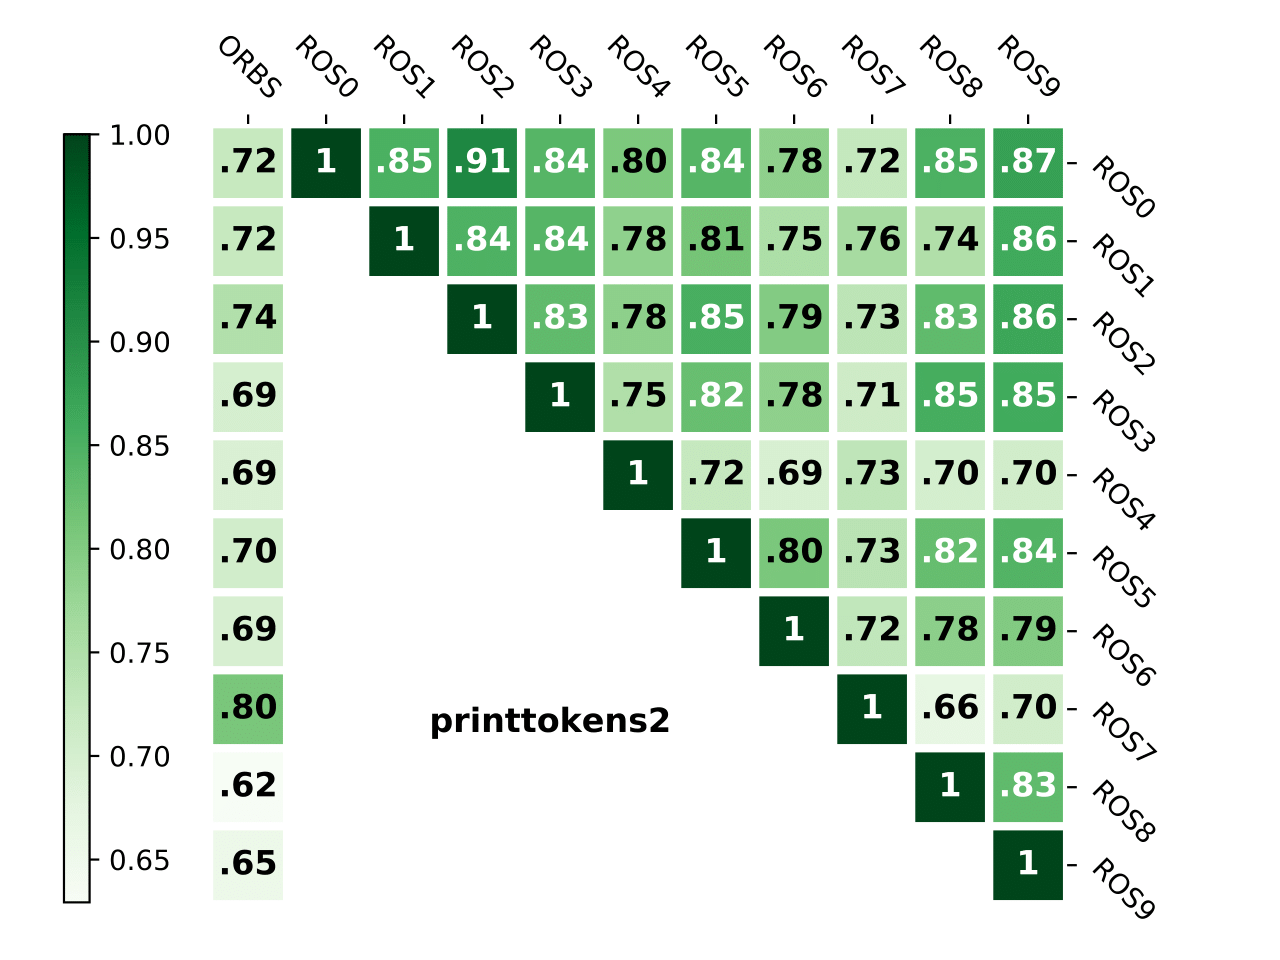 ORBS ROS0 ROS1 ROS2 ROS3 ROS4 ROS5 ROS6 ROS7 ROS8 ROS9
1.00
0.95
0.90
0.85
0.80
0.75
0.70
0.65
.72 1 .85 .91 .84 .80 .84 .78 .72 .85 .87 ROS0
.72 1 .84 .84 .78 .81 .75 .76 .74 .86 ROS1
.74 1 .83 .78 .85 .79 .73 .83 .86 ROS2
.69 1 .75 .82 .78 .71 .85 .85 ROS3
.69 1 .72 .69 .73 .70 .70 ROS4
.70 1 .80 .73 .82 .84 ROS5
.69 1 .72 .78 .79 ROS6
.80 1 .66 .70 ROS7
printtokens2
.62 1 .83 ROS8
.65 1 ROS9